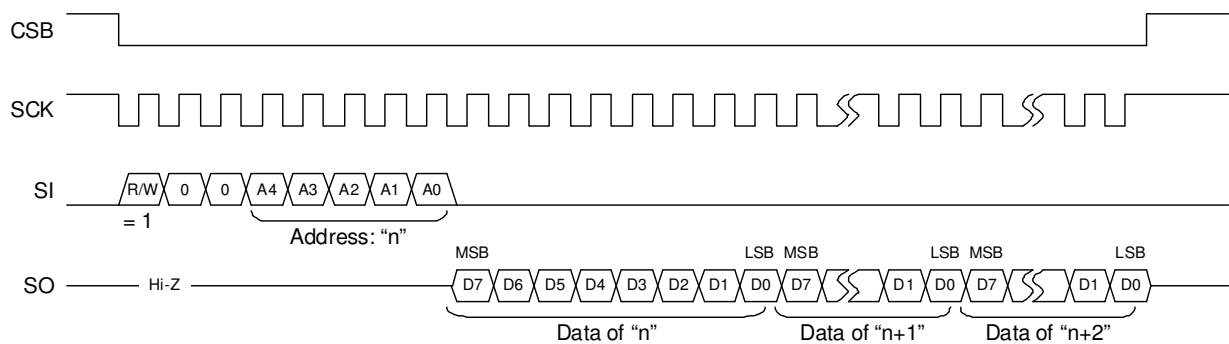 CSB
SCK
SI R/W 0 0 A4 A3 A2 A1 A0
= 1
Address: “n”
MSB LSB MSB LSB MSB LSB
SO Hi-Z D7 D6 D5 D4 D3 D2 D1 D0 D7 D1 D0 D7 D1 D0
Data of “n” Data of “n+1” Data of “n+2”